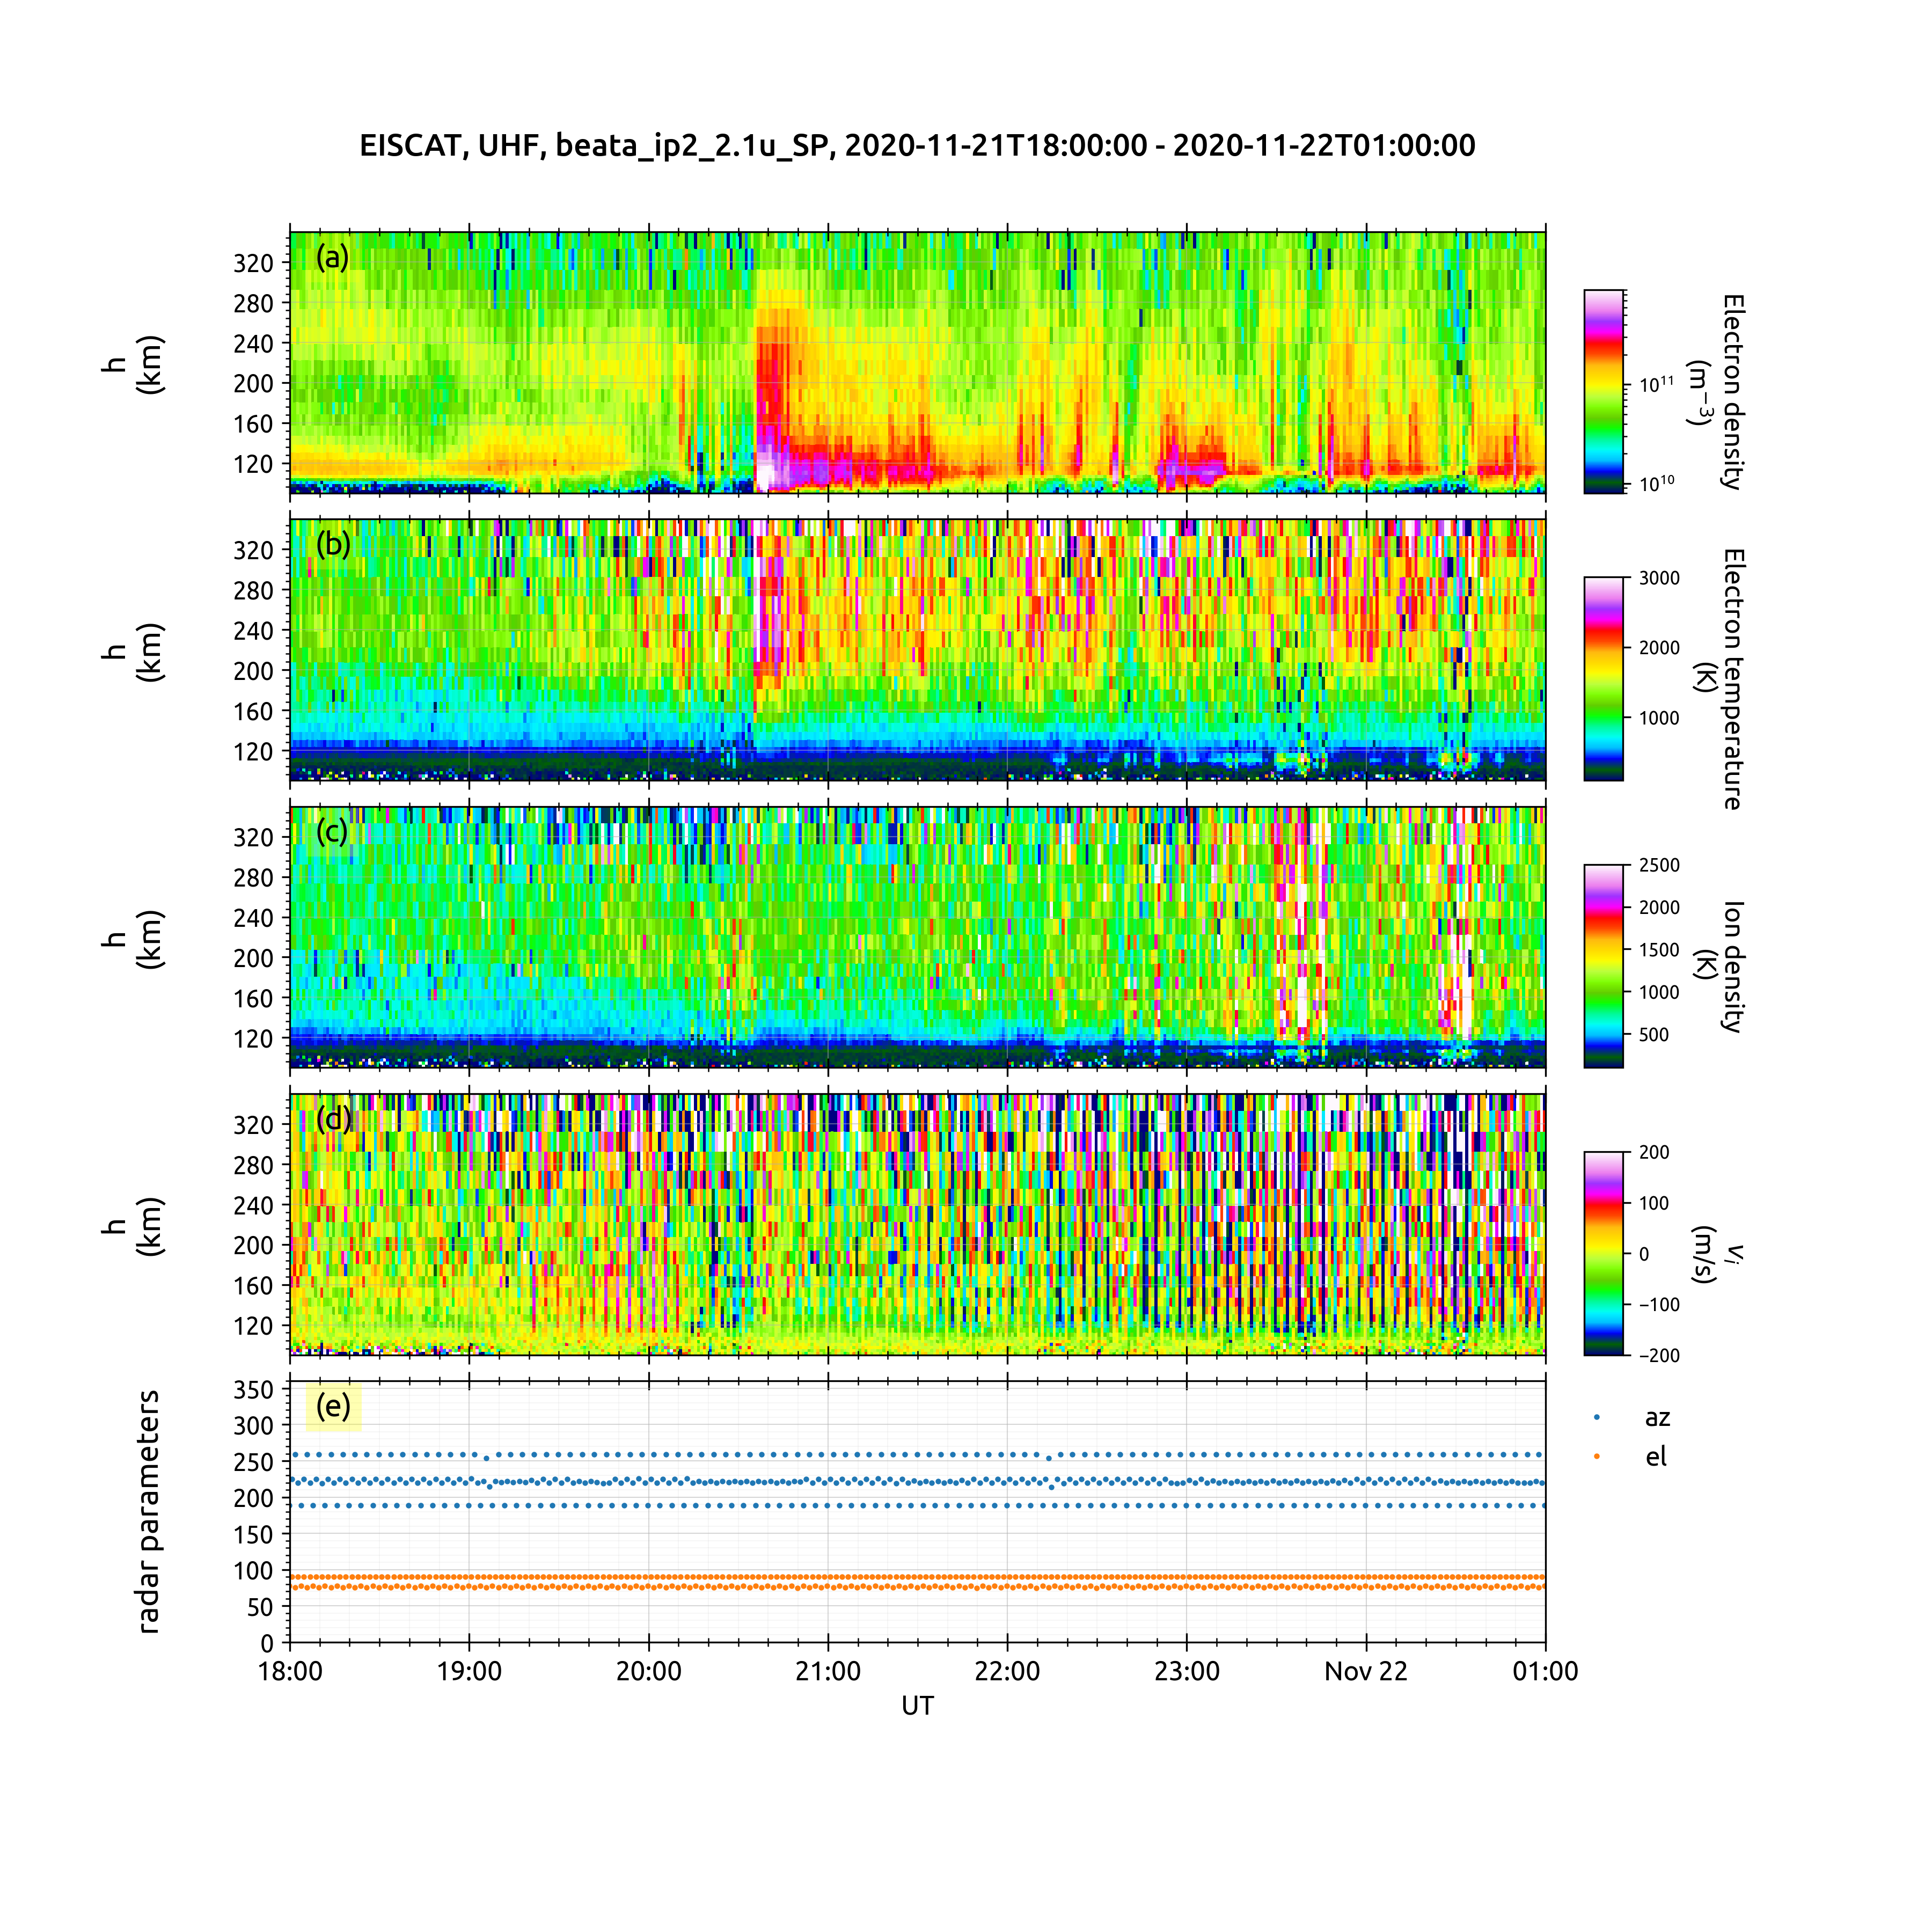 EISCAT, UHF, beata_ip2_2.1u_SP, 2020-11-21T18:00:00 - 2020-11-22T01:00:00
(a)
320
280
240
200
160
120
h
(km)
10¹¹
10¹⁰
Electron density
(m⁻³)
(b)
320
280
240
200
160
120
h
(km)
3000
2000
1000
Electron temperature
(K)
(c)
320
280
240
200
160
120
h
(km)
2500
2000
1500
1000
500
Ion density
(K)
(d)
320
280
240
200
160
120
h
(km)
200
100
0
−100
−200
vᵢ
(m/s)
(e)
350
300
250
200
150
100
50
0
radar parameters
az
el
18:00 19:00 20:00 21:00 22:00 23:00 Nov 22 01:00
UT